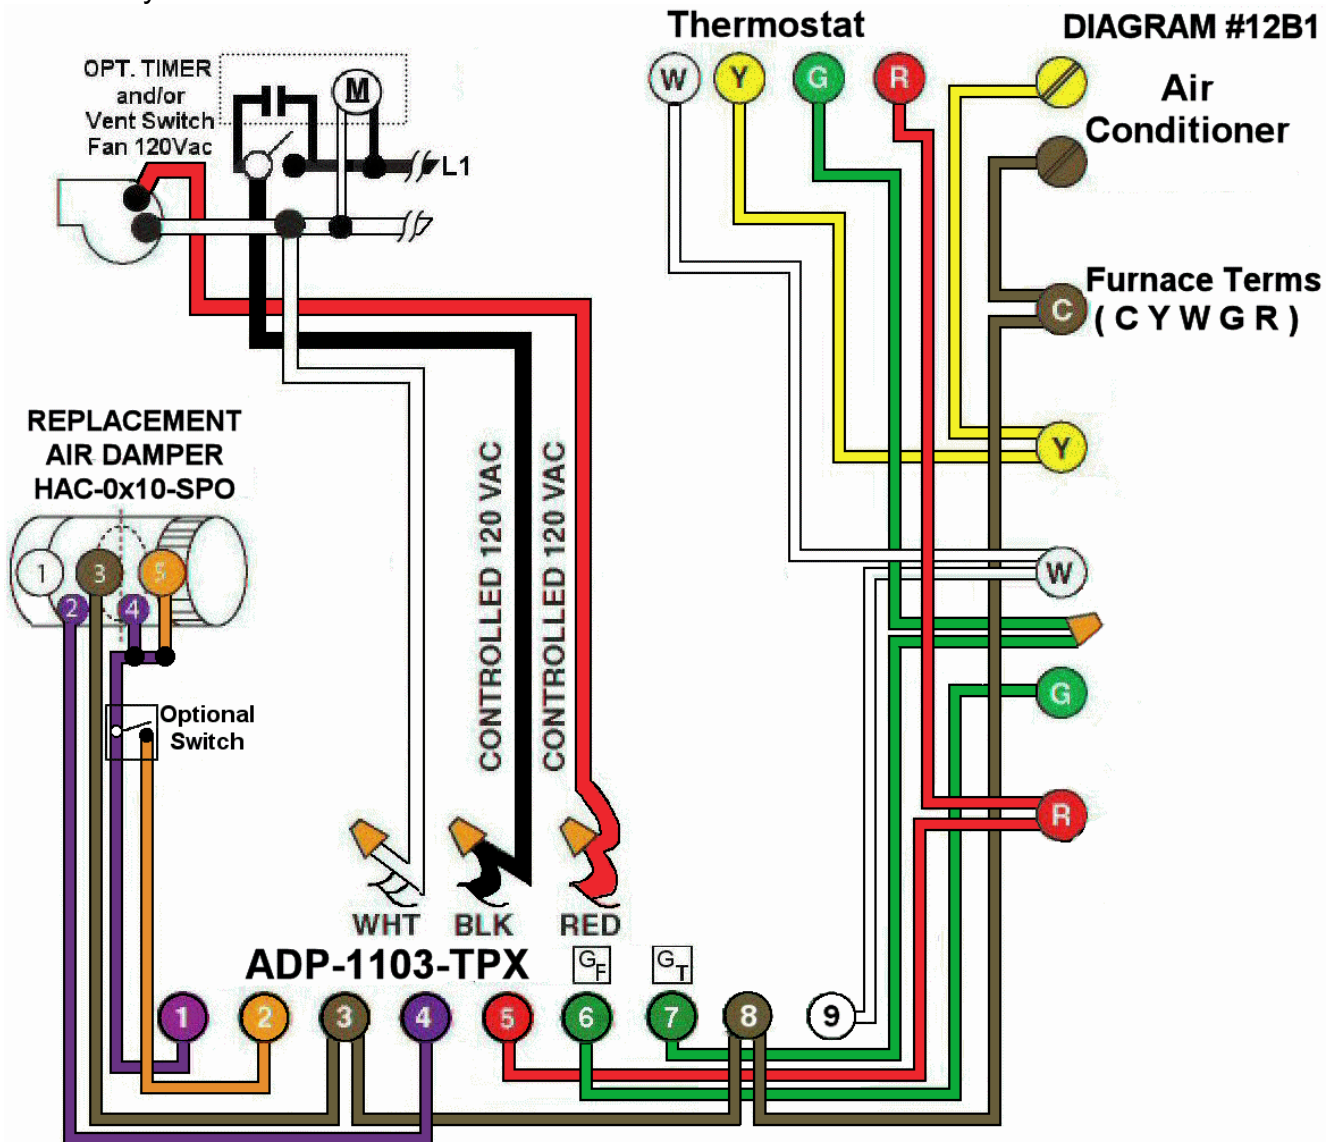 Thermostat
DIAGRAM #12B1
OPT. TIMER
and/or
Vent Switch
Fan 120Vac
M
L1
W
Y
G
R
Air
Conditioner
Furnace Terms
( C Y W G R )
C
Y
W
G
R
REPLACEMENT
AIR DAMPER
HAC-0x10-SPO
1
3
5
2
4
Optional
Switch
CONTROLLED 120 VAC
CONTROLLED 120 VAC
WHT
BLK
RED
ADP-1103-TPX
GF
GT
1
2
3
4
5
6
7
8
9